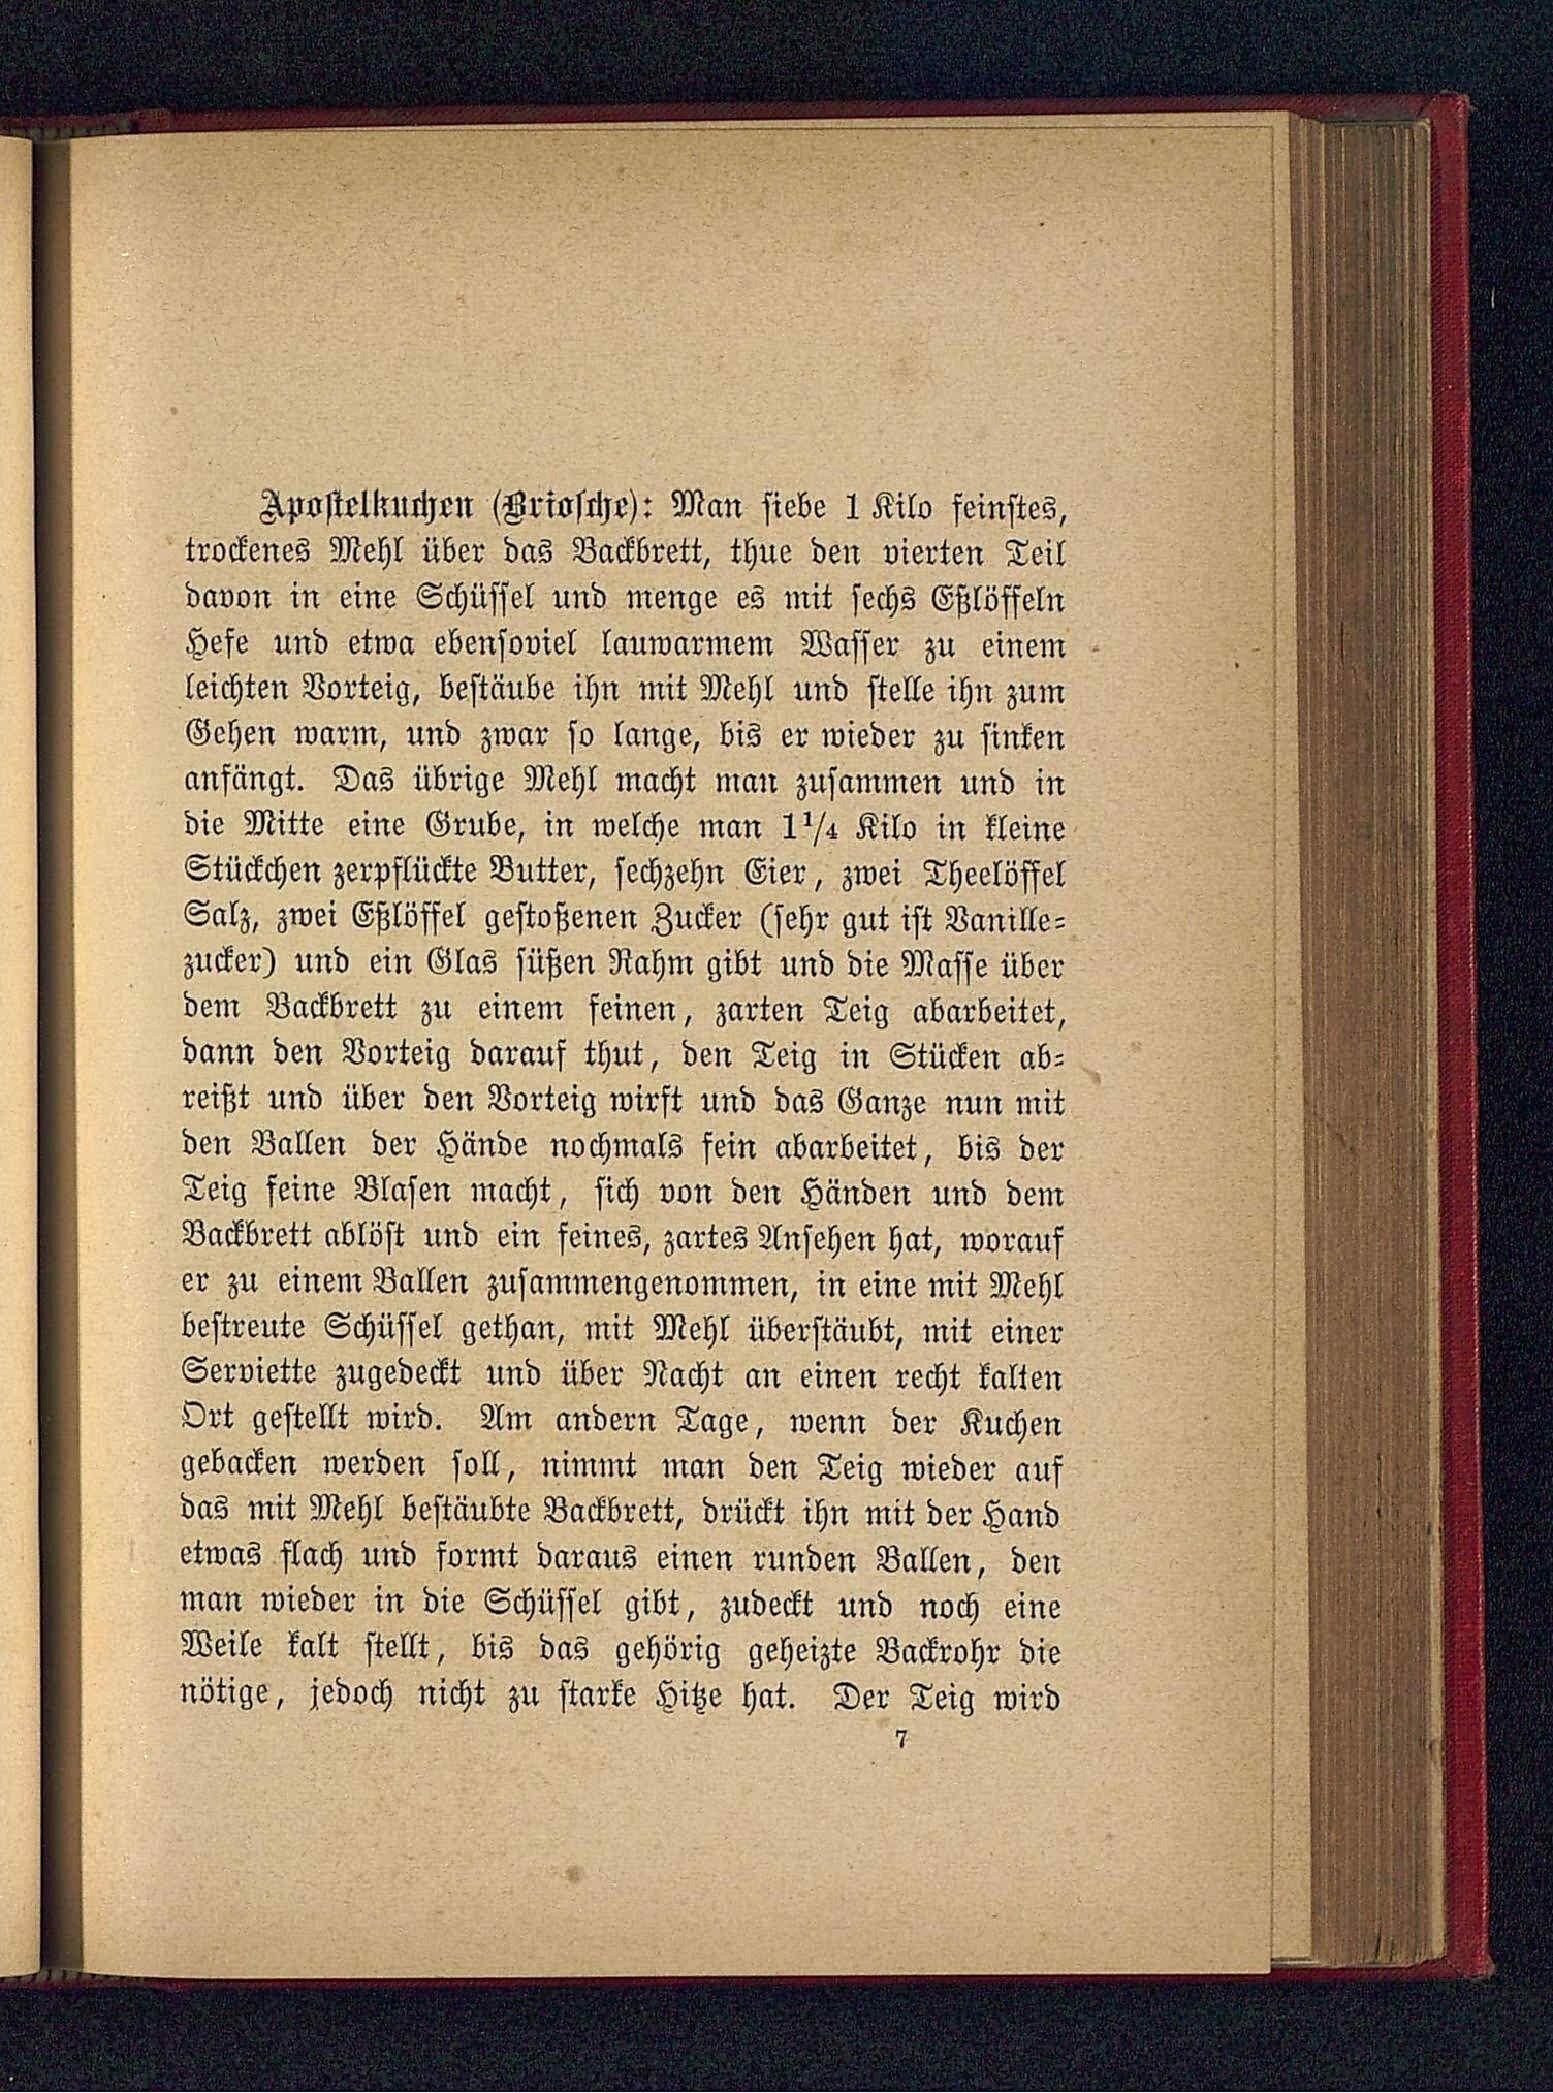 Apostelkuchen (Briosche): Man siebe 1 Kilo feinstes,
trockenes Mehl über das Backbrett, thue den vierten Teil
davon in eine Schüssel und menge es mit sechs Eßlöffeln
Hefe und etwa ebensoviel lauwarmem Wasser zu einem
leichten Vorteig, bestäube ihn mit Mehl und stelle ihn zum
Gehen warm, und zwar so lange, bis er wieder zu sinken
anfängt. Das übrige Mehl macht man zusammen und in
die Mitte eine Grube, in welche man 1¹/₄ Kilo in kleine
Stückchen zerpflückte Butter, sechzehn Eier, zwei Theelöffel
Salz, zwei Eßlöffel gestoßenen Zucker (sehr gut ist Vanille-
zucker) und ein Glas süßen Rahm gibt und die Masse über
dem Backbrett zu einem feinen, zarten Teig abarbeitet,
dann den Vorteig darauf thut, den Teig in Stücken ab-
reißt und über den Vorteig wirft und das Ganze nun mit
den Ballen der Hände nochmals fein abarbeitet, bis der
Teig feine Blasen macht, sich von den Händen und dem
Backbrett ablöst und ein feines, zartes Ansehen hat, worauf
er zu einem Ballen zusammengenommen, in eine mit Mehl
bestreute Schüssel gethan, mit Mehl überstäubt, mit einer
Serviette zugedeckt und über Nacht an einen recht kalten
Ort gestellt wird. Am andern Tage, wenn der Kuchen
gebacken werden soll, nimmt man den Teig wieder auf
das mit Mehl bestäubte Backbrett, drückt ihn mit der Hand
etwas flach und formt daraus einen runden Ballen, den
man wieder in die Schüssel gibt, zudeckt und noch eine
Weile kalt stellt, bis das gehörig geheizte Backrohr die
nötige, jedoch nicht zu starke Hitze hat. Der Teig wird
7